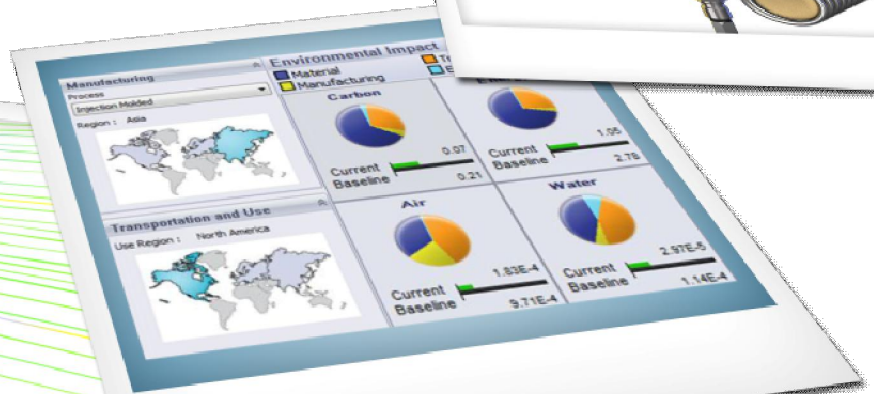 Manufacturing
Process
Injection Molded
Region : Asia
Transportation and Use
Use Region : North America
Environmental Impact
Material
Manufacturing
Carbon
Current
0.07
Baseline
0.21
Current
1.05
Baseline
2.78
Air
Current
1.83E-4
Baseline
9.71E-4
Water
Current
2.97E-5
Baseline
1.14E-4